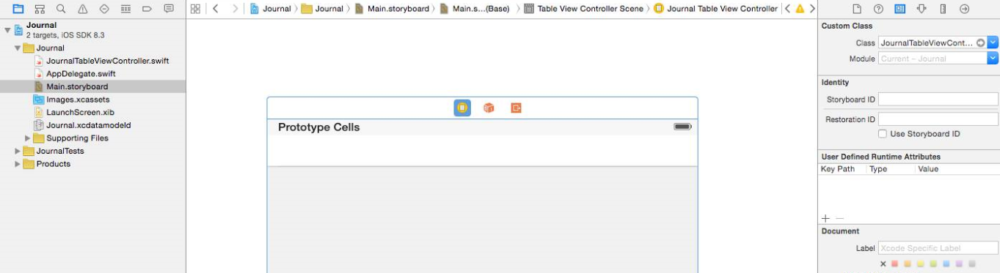 Journal
2 targets, iOS SDK 8.3
Journal
JournalTableViewController.swift
AppDelegate.swift
Main.storyboard
Images.xcassets
LaunchScreen.xib
Journal.xcdatamodeld
Supporting Files
JournalTests
Products
Journal Journal Main.storyboard Main.s...(Base) Table View Controller Scene Journal Table View Controller
Prototype Cells
Custom Class
Class JournalTableViewCont...
Module Current – Journal
Identity
Storyboard ID
Restoration ID
Use Storyboard ID
User Defined Runtime Attributes
Key Path Type Value
Document
Label Xcode Specific Label